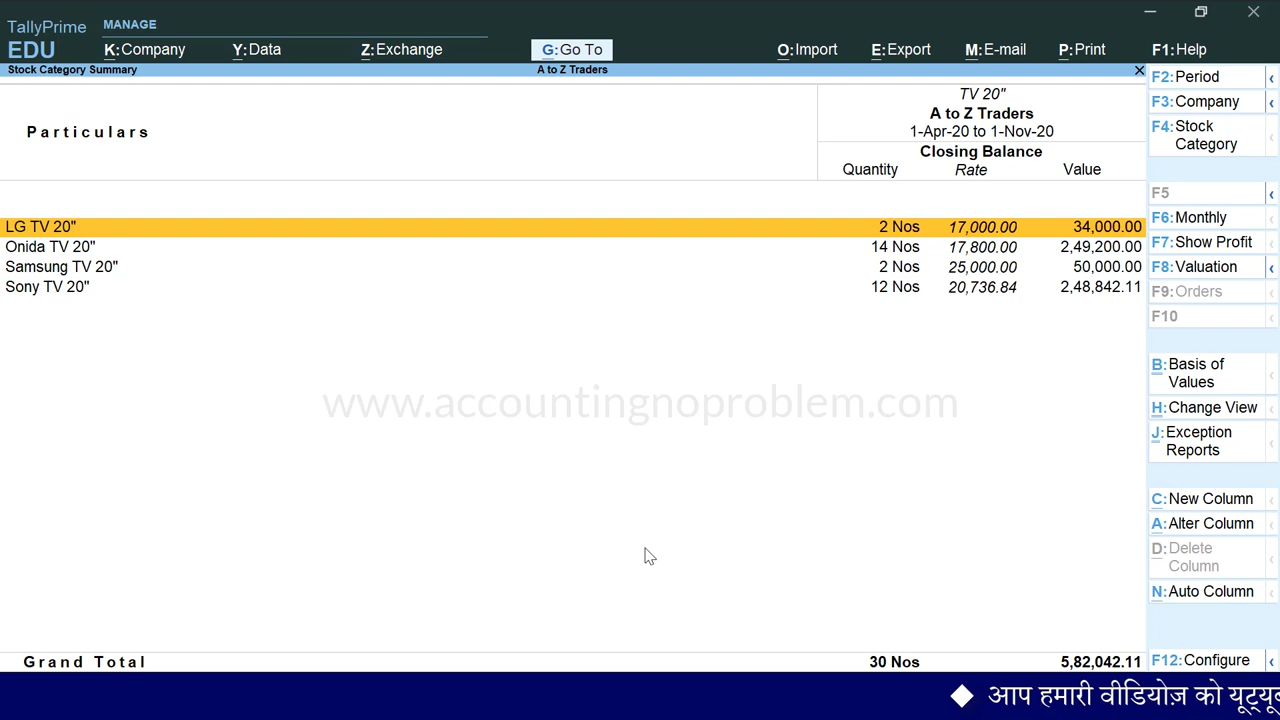 TallyPrime MANAGE
EDU K:Company Y:Data Z:Exchange G:Go To O:Import E:Export M:E-mail P:Print F1:Help
Stock Category Summary A to Z Traders
TV 20"
Particulars A to Z Traders
1-Apr-20 to 1-Nov-20
Closing Balance
Quantity Rate Value
LG TV 20" 2 Nos 17,000.00 34,000.00
Onida TV 20" 14 Nos 17,800.00 2,49,200.00
Samsung TV 20" 2 Nos 25,000.00 50,000.00
Sony TV 20" 12 Nos 20,736.84 2,48,842.11
www.accountingnoproblem.com
Grand Total 30 Nos 5,82,042.11
F2:Period
F3:Company
F4:Stock
Category
F5
F6:Monthly
F7:Show Profit
F8:Valuation
F9:Orders
F10
B:Basis of
Values
H:Change View
J:Exception
Reports
C:New Column
A:Alter Column
D:Delete
Column
N:Auto Column
F12:Configure
आप हमारी वीडियोज़ को